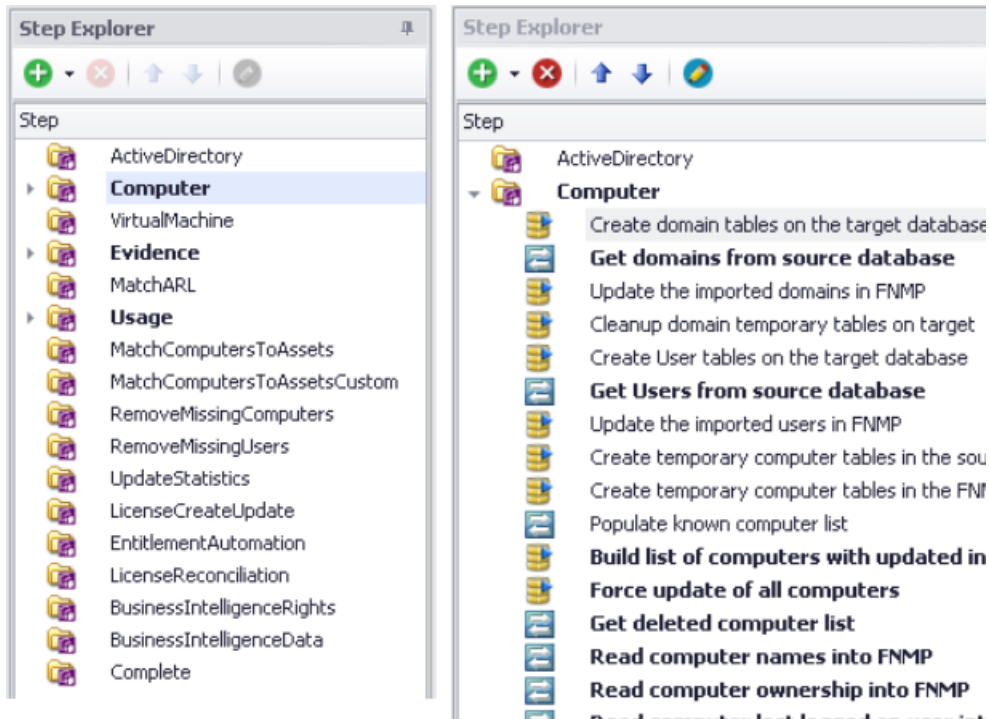 Step Explorer
Step
ActiveDirectory
Computer
VirtualMachine
Evidence
MatchARL
Usage
MatchComputersToAssets
MatchComputersToAssetsCustom
RemoveMissingComputers
RemoveMissingUsers
UpdateStatistics
LicenseCreateUpdate
EntitlementAutomation
LicenseReconciliation
BusinessIntelligenceRights
BusinessIntelligenceData
Complete
Step Explorer
Step
ActiveDirectory
Computer
Create domain tables on the target database
Get domains from source database
Update the imported domains in FNMP
Cleanup domain temporary tables on target
Create User tables on the target database
Get Users from source database
Update the imported users in FNMP
Create temporary computer tables in the sou
Create temporary computer tables in the
Populate known computer list
Build list of computers with updated in
Force update of all computers
Get deleted computer list
Read computer names into FNMP
Read computer ownership into FNMP